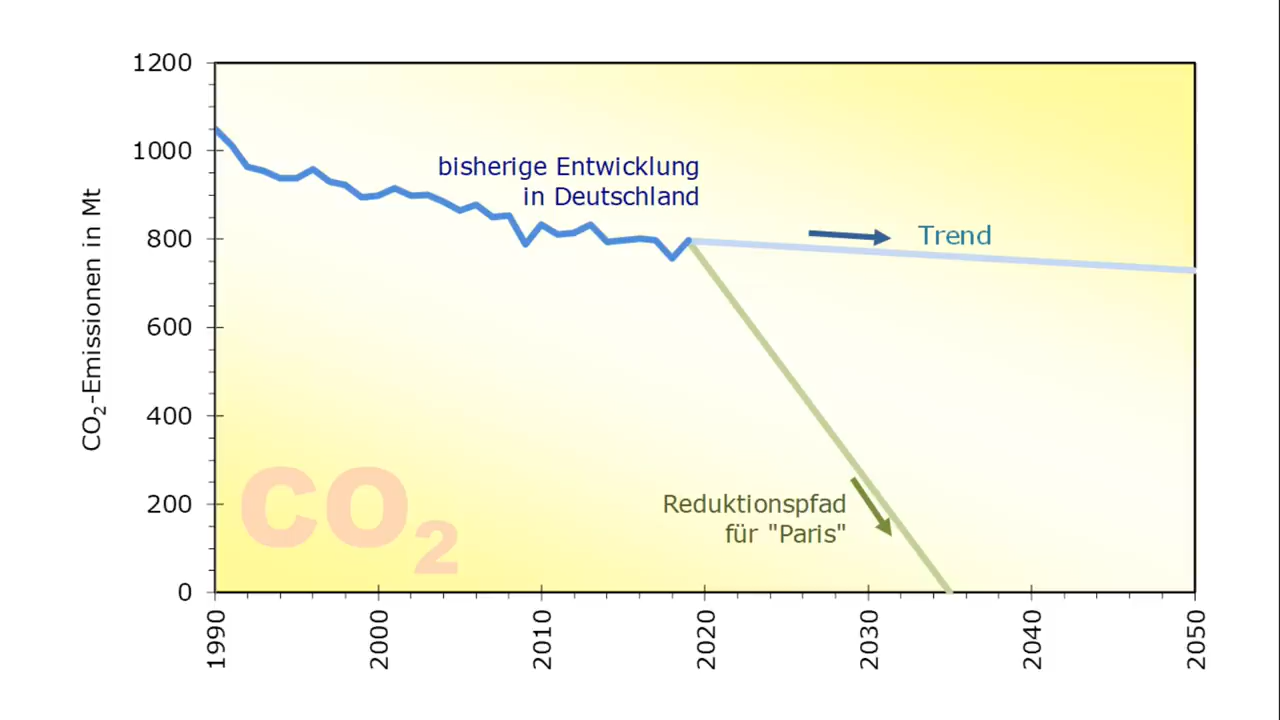 1200
1000
800
600
400
200
0
CO₂-Emissionen in Mt
bisherige Entwicklung
in Deutschland
Trend
Reduktionspfad
für "Paris"
CO₂
1990
2000
2010
2020
2030
2040
2050